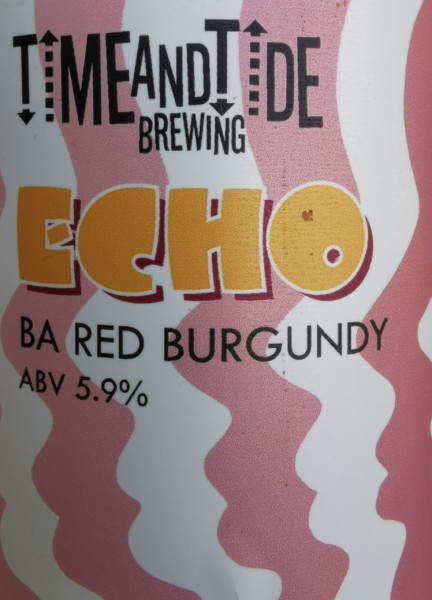 TIMEANDTIDE
BREWING
ECHO
BA RED BURGUNDY
ABV 5.9%